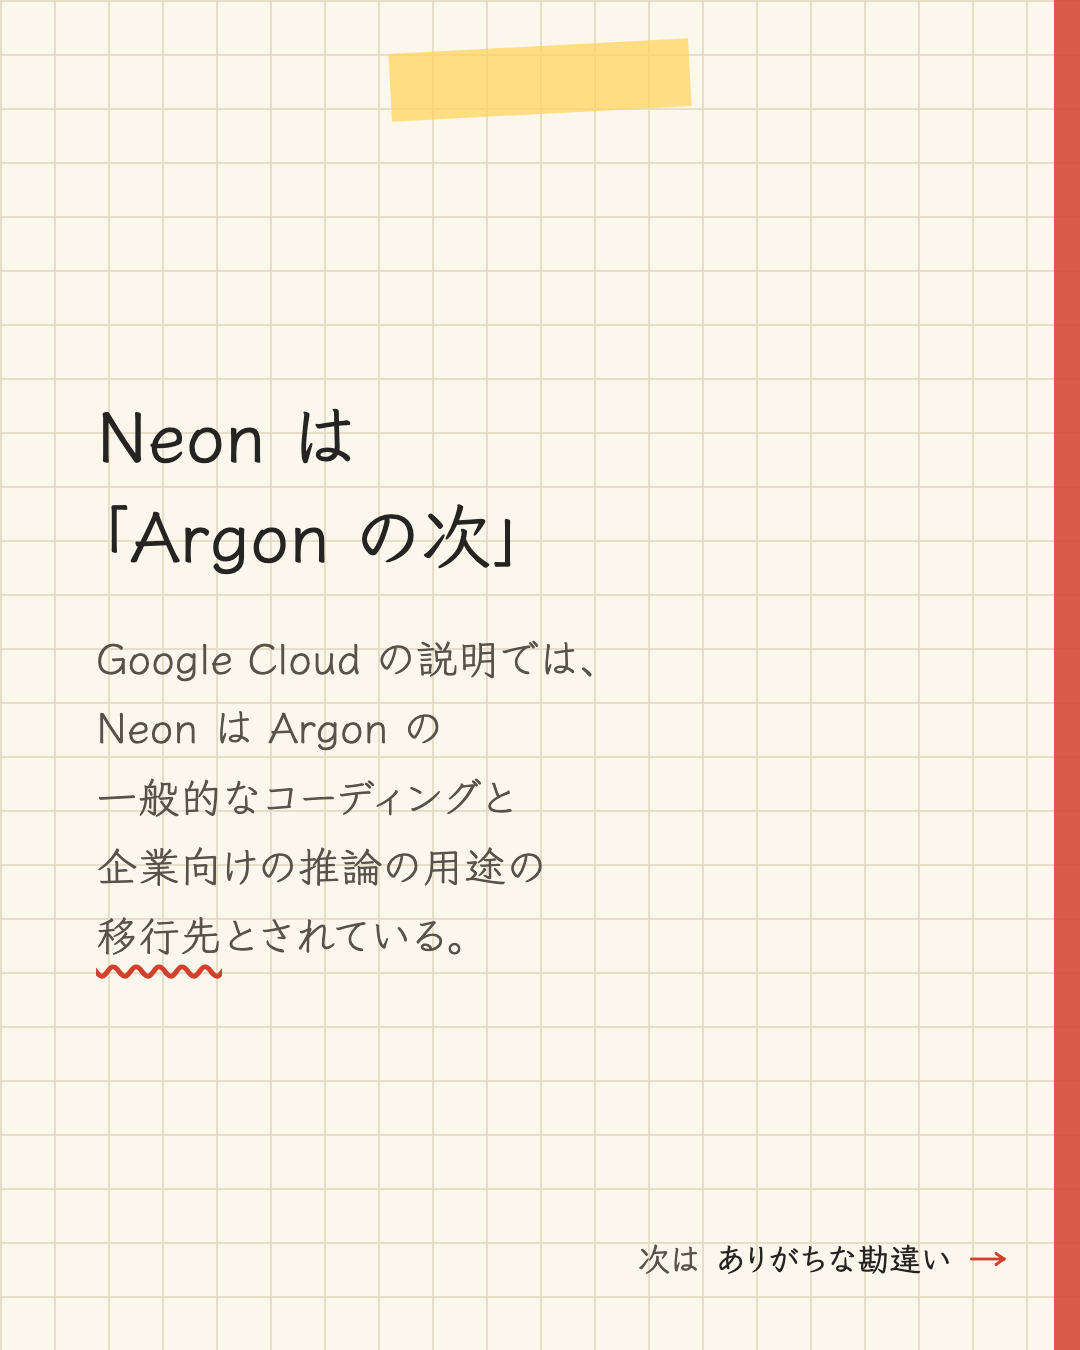 Neon は
「Argon の次」
Google Cloud の説明では、
Neon は Argon の
一般的なコーディングと
企業向けの推論の用途の
移行先とされている。
次は ありがちな勘違い →